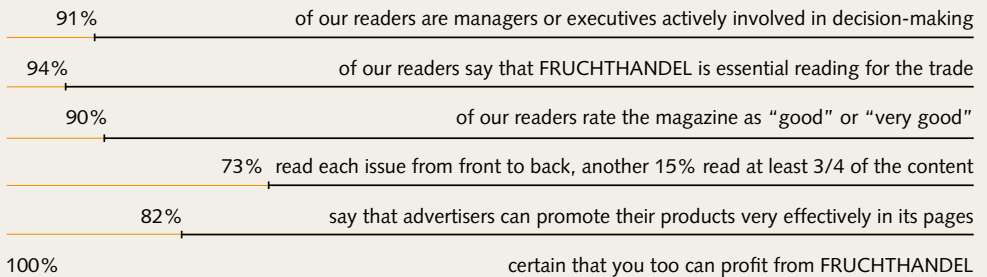 91% of our readers are managers or executives actively involved in decision-making
94% of our readers say that FRUCHTHANDEL is essential reading for the trade
90% of our readers rate the magazine as “good” or “very good”
73% read each issue from front to back, another 15% read at least 3/4 of the content
82% say that advertisers can promote their products very effectively in its pages
100% certain that you too can profit from FRUCHTHANDEL